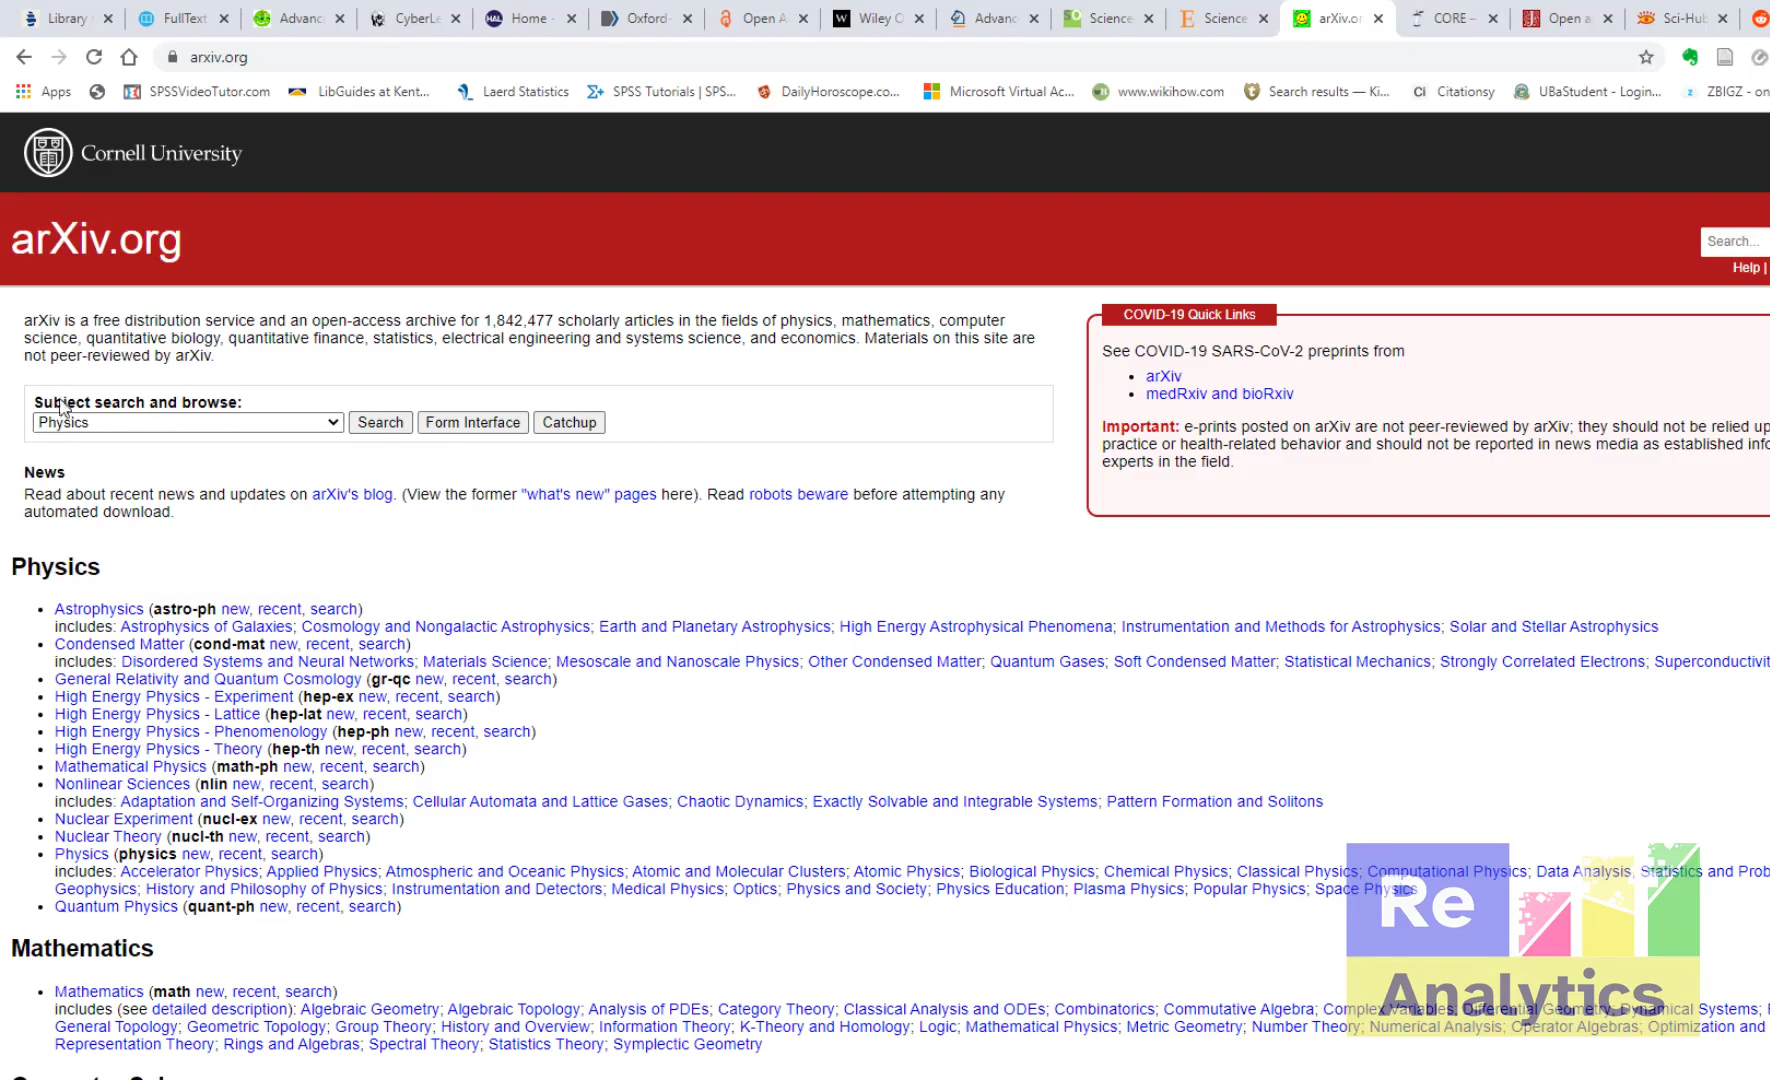 Library
FullText
Advanc
CyberLe
Home -
Oxford-
Open A
Wiley O
Advanc
Science
Science
arXiv.or
CORE –
Open a
Sci-Hu
arxiv.org
Apps
SPSSVideoTutor.com
LibGuides at Kent...
Laerd Statistics
SPSS Tutorials | SPS...
DailyHoroscope.co...
Microsoft Virtual Ac...
www.wikihow.com
Search results — Ki...
Citationsy
UBaStudent - Login...
ZBIGZ - on
Cornell University
arXiv.org
Search...
Help |
arXiv is a free distribution service and an open-access archive for 1,842,477 scholarly articles in the fields of physics, mathematics, computer
science, quantitative biology, quantitative finance, statistics, electrical engineering and systems science, and economics. Materials on this site are
not peer-reviewed by arXiv.
Subject search and browse:
Physics
Search
Form Interface
Catchup
News
Read about recent news and updates on arXiv's blog. (View the former "what's new" pages here). Read robots beware before attempting any
automated download.
COVID-19 Quick Links
See COVID-19 SARS-CoV-2 preprints from
• arXiv
• medRxiv and bioRxiv
Important: e-prints posted on arXiv are not peer-reviewed by arXiv; they should not be relied up
practice or health-related behavior and should not be reported in news media as established info
experts in the field.
Physics
• Astrophysics (astro-ph new, recent, search)
includes: Astrophysics of Galaxies; Cosmology and Nongalactic Astrophysics; Earth and Planetary Astrophysics; High Energy Astrophysical Phenomena; Instrumentation and Methods for Astrophysics; Solar and Stellar Astrophysics
• Condensed Matter (cond-mat new, recent, search)
includes: Disordered Systems and Neural Networks; Materials Science; Mesoscale and Nanoscale Physics; Other Condensed Matter; Quantum Gases; Soft Condensed Matter; Statistical Mechanics; Strongly Correlated Electrons; Superconductivit
• General Relativity and Quantum Cosmology (gr-qc new, recent, search)
• High Energy Physics - Experiment (hep-ex new, recent, search)
• High Energy Physics - Lattice (hep-lat new, recent, search)
• High Energy Physics - Phenomenology (hep-ph new, recent, search)
• High Energy Physics - Theory (hep-th new, recent, search)
• Mathematical Physics (math-ph new, recent, search)
• Nonlinear Sciences (nlin new, recent, search)
includes: Adaptation and Self-Organizing Systems; Cellular Automata and Lattice Gases; Chaotic Dynamics; Exactly Solvable and Integrable Systems; Pattern Formation and Solitons
• Nuclear Experiment (nucl-ex new, recent, search)
• Nuclear Theory (nucl-th new, recent, search)
• Physics (physics new, recent, search)
includes: Accelerator Physics; Applied Physics; Atmospheric and Oceanic Physics; Atomic and Molecular Clusters; Atomic Physics; Biological Physics; Chemical Physics; Classical Physics; Computational Physics; Data Analysis, Statistics and Prob
Geophysics; History and Philosophy of Physics; Instrumentation and Detectors; Medical Physics; Optics; Physics and Society; Physics Education; Plasma Physics; Popular Physics; Space Physics
• Quantum Physics (quant-ph new, recent, search)
Mathematics
• Mathematics (math new, recent, search)
includes (see detailed description): Algebraic Geometry; Algebraic Topology; Analysis of PDEs; Category Theory; Classical Analysis and ODEs; Combinatorics; Commutative Algebra; Complex Variables; Differential Geometry; Dynamical Systems; F
General Topology; Geometric Topology; Group Theory; History and Overview; Information Theory; K-Theory and Homology; Logic; Mathematical Physics; Metric Geometry; Number Theory; Numerical Analysis; Operator Algebras; Optimization and
Representation Theory; Rings and Algebras; Spectral Theory; Statistics Theory; Symplectic Geometry
Re
Analytics